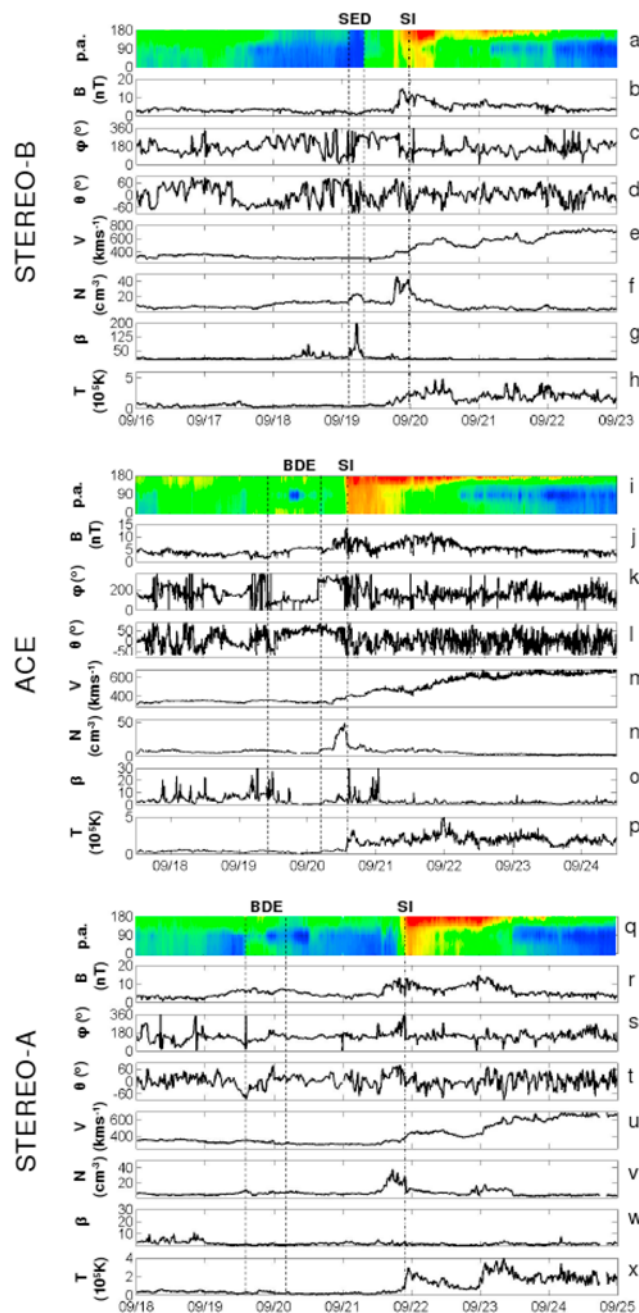 SED SI
180
90
0
p.a.
a
20
10
0
B
(nT)
b
360
180
0
φ (°)
c
60
-60
θ (°)
d
800
600
400
V
(kms⁻¹)
e
40
20
N
(cm⁻³)
f
200
125
50
β
g
5
0
T
(10⁵K)
h
09/16 09/17 09/18 09/19 09/20 09/21 09/22 09/23
STEREO-B
BDE SI
180
90
0
p.a.
i
15
10
5
0
B
(nT)
j
200
0
φ (°)
k
50
-50
θ (°)
l
600
400
V
(kms⁻¹)
m
50
0
N
(cm⁻³)
n
30
20
10
0
β
o
5
0
T
(10⁵K)
p
09/18 09/19 09/20 09/21 09/22 09/23 09/24
ACE
BDE SI
180
90
0
p.a.
q
20
10
0
B
(nT)
r
360
180
0
φ (°)
s
60
-60
θ (°)
t
600
400
V
(kms⁻¹)
u
40
20
0
N
(cm⁻³)
v
30
20
10
0
β
w
4
2
0
T
(10⁵K)
x
09/18 09/19 09/20 09/21 09/22 09/23 09/24 09/25
STEREO-A